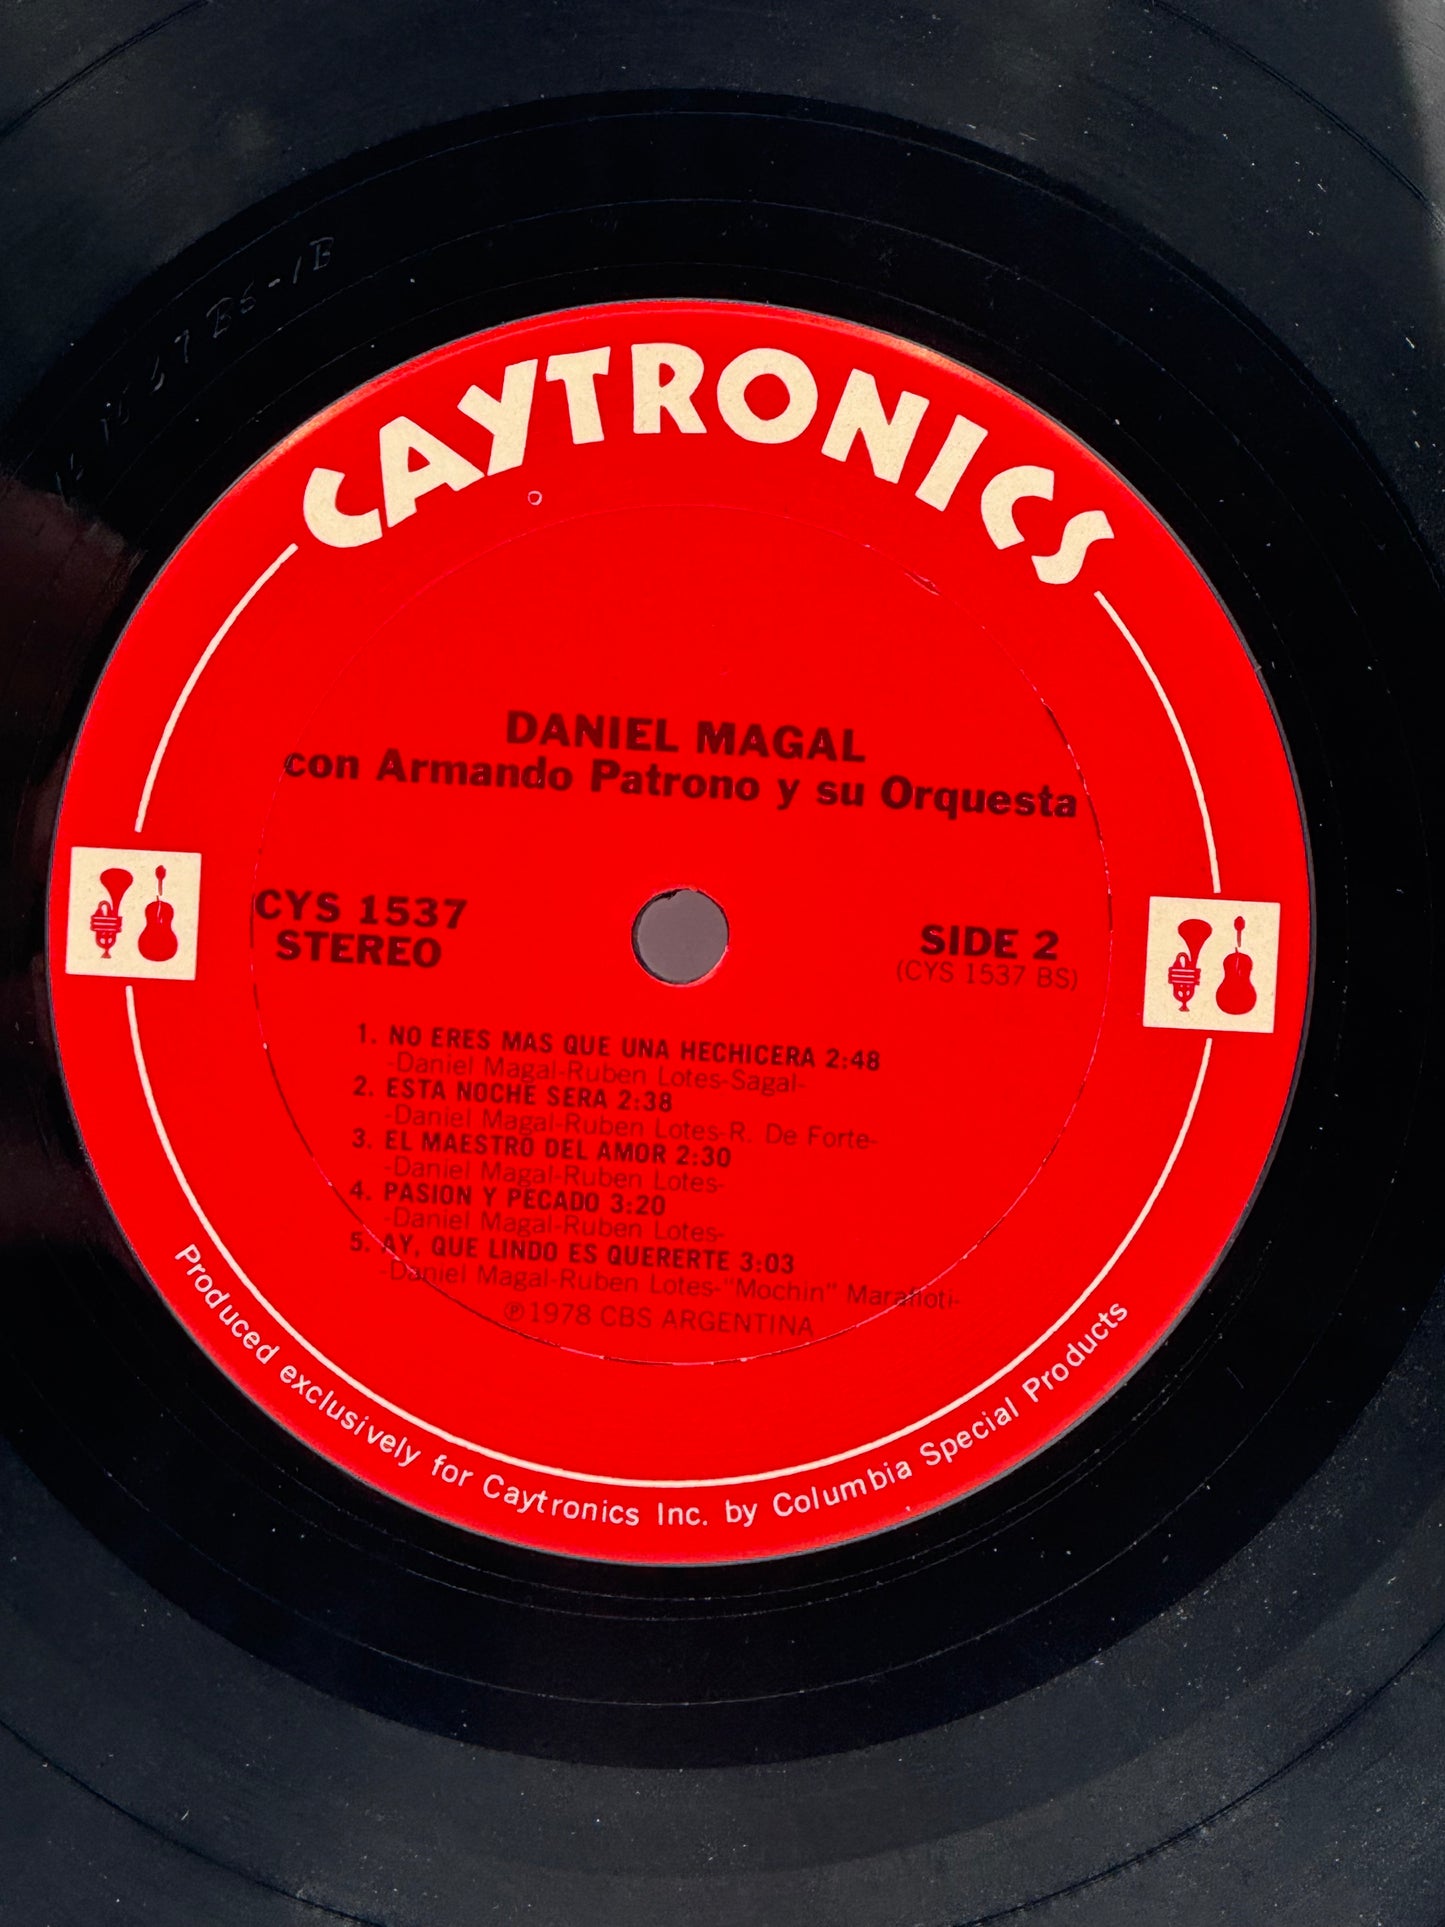 CAYTRONICS
DANIEL MAGAL
con Armando Patrono y su Orquesta
CYS 1537
STEREO
SIDE 2
(CYS 1537 BS)
1. NO ERES MAS QUE UNA HECHICERA 2:48
-Daniel Magal-Ruben Lotes-Sagal-
2. ESTA NOCHE SERA 2:38
-Daniel Magal-Ruben Lotes-R. De Forte-
3. EL MAESTRO DEL AMOR 2:30
-Daniel Magal-Ruben Lotes-
4. PASION Y PECADO 3:20
-Daniel Magal-Ruben Lotes-
5. AY, QUE LINDO ES QUERERTE 3:03
-Daniel Magal-Ruben Lotes-"Mochin" Marafioti-
℗1978 CBS ARGENTINA
Produced exclusively for Caytronics Inc. by Columbia Special Products